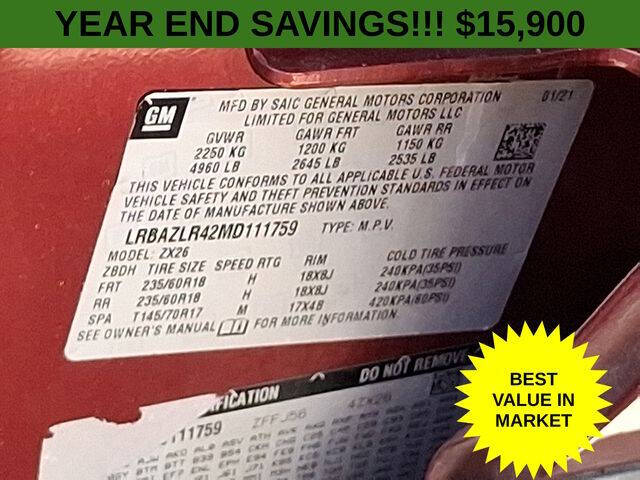 YEAR END SAVINGS!!! $15,900
GM
MFD BY SAIC GENERAL MOTORS CORPORATION 01/21
LIMITED FOR GENERAL MOTORS LLC
GVWR GAWR FRT GAWR RR
2250 KG 1200 KG 1150 KG
4960 LB 2645 LB 2535 LB
THIS VEHICLE CONFORMS TO ALL APPLICABLE U.S. FEDERAL MOTOR
VEHICLE SAFETY AND THEFT PREVENTION STANDARDS IN EFFECT ON
THE DATE OF MANUFACTURE SHOWN ABOVE.
LRBAZLR42MD111759 TYPE: M.P.V.
MODEL: ZX26
ZBDH TIRE SIZE SPEED RTG RIM COLD TIRE PRESSURE
FRT 235/60R18 H 18X8J 240KPA(35PSI)
RR 235/60R18 H 18X8J 240KPA(35PSI)
SPA T145/70R17 M 17X4B 420KPA(60PSI)
SEE OWNER'S MANUAL FOR MORE INFORMATION.
IFICATION DO NOT REMOVE
111759 ZFFJ56 4ZX26
BEST
VALUE IN
MARKET